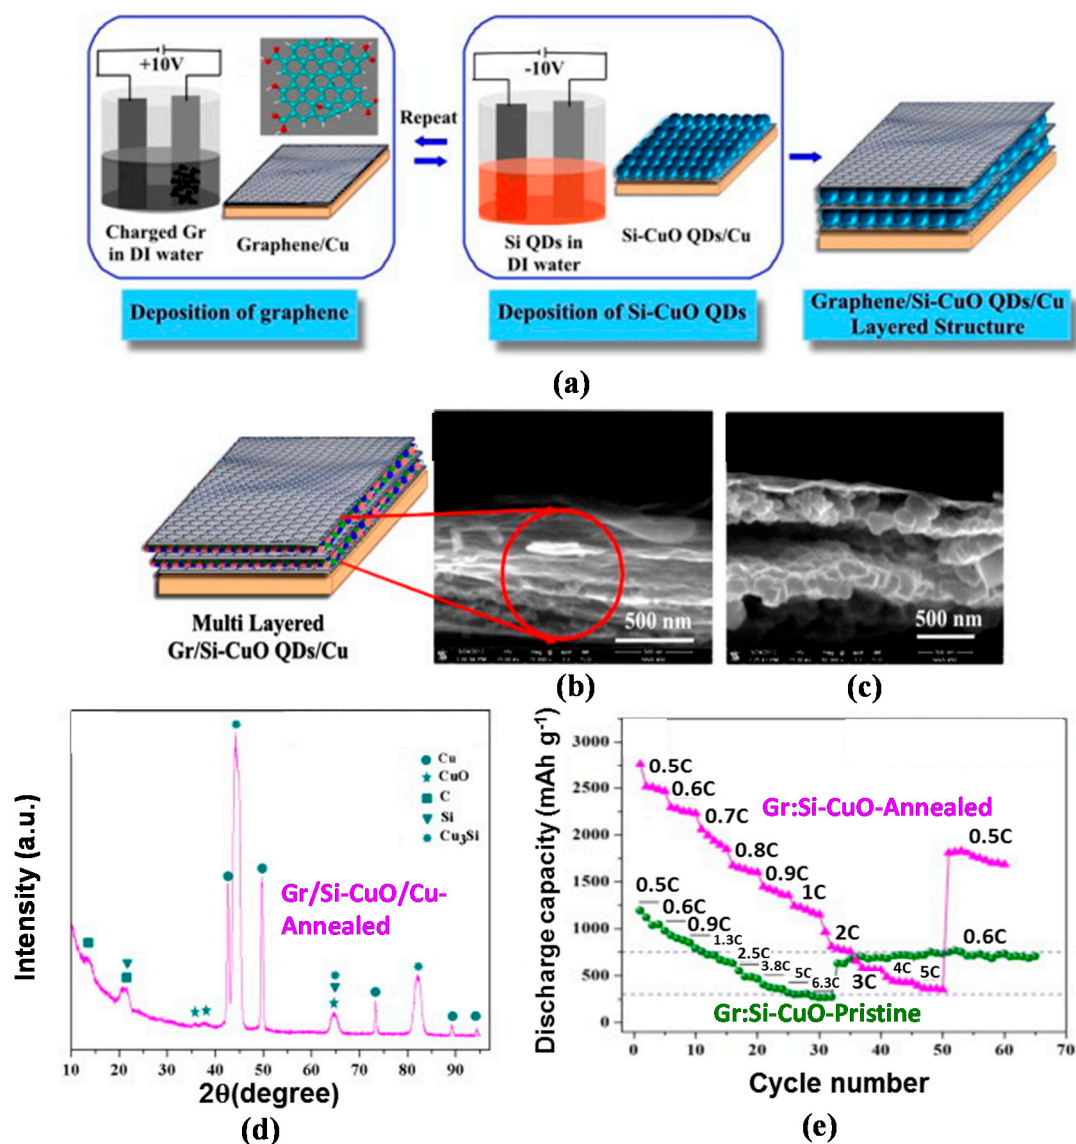 +10V
Charged Gr
in DI water
Graphene/Cu
Deposition of graphene
Repeat
-10V
Si QDs in
DI water
Si-CuO QDs/Cu
Deposition of Si-CuO QDs
Graphene/Si-CuO QDs/Cu
Layered Structure
(a)
Multi Layered
Gr/Si-CuO QDs/Cu
500 nm
(b)
500 nm
(c)
Intensity (a.u.)
Cu
CuO
C
Si
Cu₃Si
Gr/Si-CuO/Cu-
Annealed
10 20 30 40 50 60 70 80 90
2θ(degree)
(d)
Discharge capacity (mAh g⁻¹)
3000
2500
2000
1500
1000
500
0
0.5C
0.6C
0.7C
0.8C
0.9C
1C
2C
3C
4C
5C
0.5C
Gr:Si-CuO-Annealed
0.5C
0.6C
0.9C
1.3C
2.5C
3.8C
5C
6.3C
0.6C
Gr:Si-CuO-Pristine
0 10 20 30 40 50 60 70
Cycle number
(e)